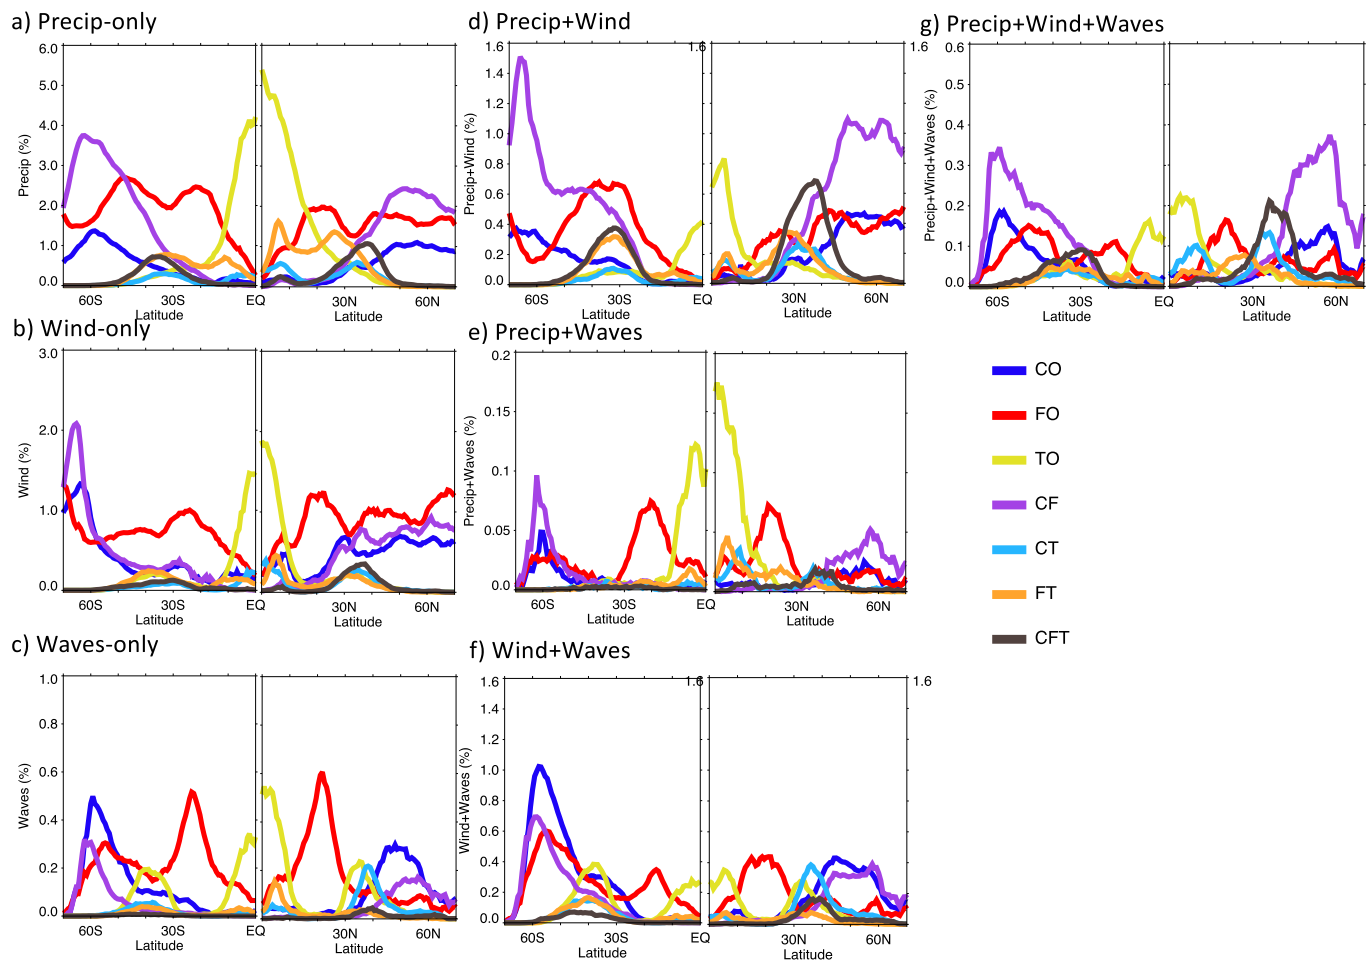 a) Precip-only
6.0
5.0
4.0
3.0
2.0
1.0
0.0
Precip (%)
60S
30S
EQ
30N
60N
Latitude
Latitude
b) Wind-only
3.0
2.0
1.0
0.0
Wind (%)
60S
30S
EQ
30N
60N
Latitude
Latitude
c) Waves-only
1.0
0.8
0.6
0.4
0.2
0.0
Waves (%)
60S
30S
EQ
30N
60N
Latitude
Latitude
d) Precip+Wind
1.6
1.4
1.2
1.0
0.8
0.6
0.4
0.2
0.0
1.6
1.6
Precip+Wind (%)
60S
30S
30N
60N
Latitude
Latitude
e) Precip+Waves
0.2
0.15
0.1
0.05
0.0
Precip+Waves (%)
60S
30S
EQ
30N
60N
Latitude
Latitude
f) Wind+Waves
1.6
1.4
1.2
1.0
0.8
0.6
0.4
0.2
0.0
1.6
1.6
Wind+Waves (%)
60S
30S
EQ
30N
60N
Latitude
Latitude
g) Precip+Wind+Waves
0.6
0.5
0.4
0.3
0.2
0.1
0.0
Precip+Wind+Waves (%)
60S
30S
EQ
30N
60N
Latitude
Latitude
CO
FO
TO
CF
CT
FT
CFT